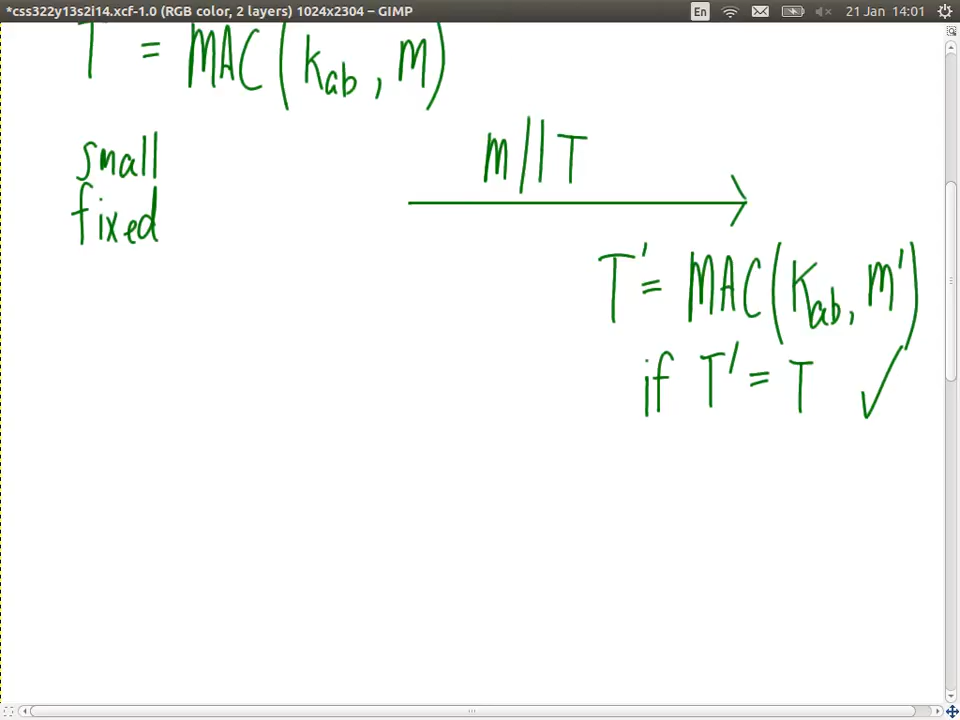 *css322y13s2i14.xcf-1.0 (RGB color, 2 layers) 1024x2304 – GIMP En 21 Jan 14:01
T = MAC(Kab, M)
small
fixed
M||T
T' = MAC(Kab, M')
if T' = T ✓